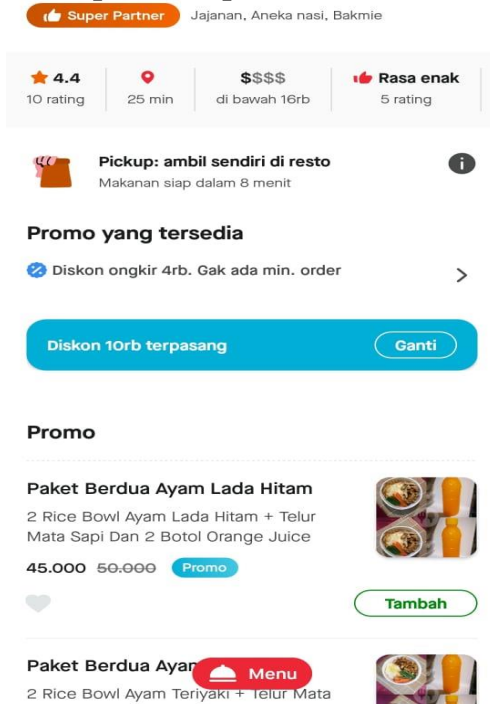 Super Partner
Jajanan, Aneka nasi, Bakmie
4.4
10 rating
25 min
$$$$
di bawah 16rb
Rasa enak
5 rating
Pickup: ambil sendiri di resto
Makanan siap dalam 8 menit
Promo yang tersedia
Diskon ongkir 4rb. Gak ada min. order
Diskon 10rb terpasang
Ganti
Promo
Paket Berdua Ayam Lada Hitam
2 Rice Bowl Ayam Lada Hitam + Telur
Mata Sapi Dan 2 Botol Orange Juice
45.000 50.000 Promo
Tambah
Paket Berdua
Menu
2 Rice Bowl Ayam Teriyaki + Telur Mata